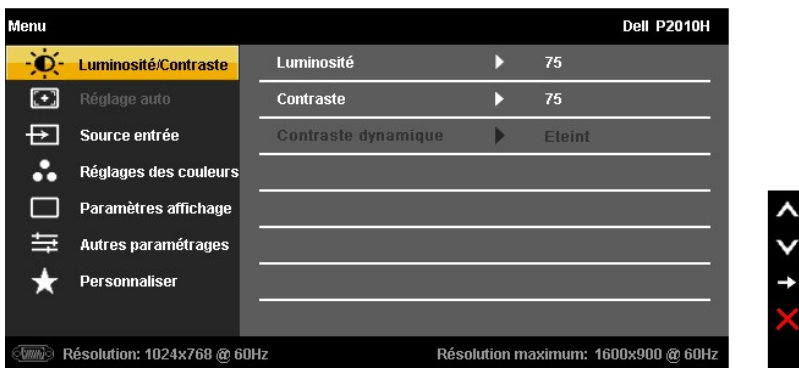 Menu Dell P2010H
Luminosité/Contraste Luminosité 75
Réglage auto Contraste 75
Source entrée Contraste dynamique Eteint
Réglages des couleurs
Paramètres affichage
Autres paramétrages
Personnaliser
Résolution: 1024x768 @ 60Hz Résolution maximum: 1600x900 @ 60Hz